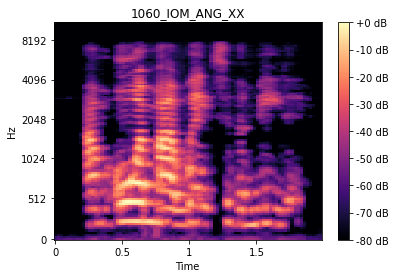 1060_IOM_ANG_XX
+0 dB
8192
-10 dB
4096
-20 dB
-30 dB
2048
Hz
-40 dB
1024
-50 dB
512
-60 dB
-70 dB
0
-80 dB
0
0.5
1
1.5
Time